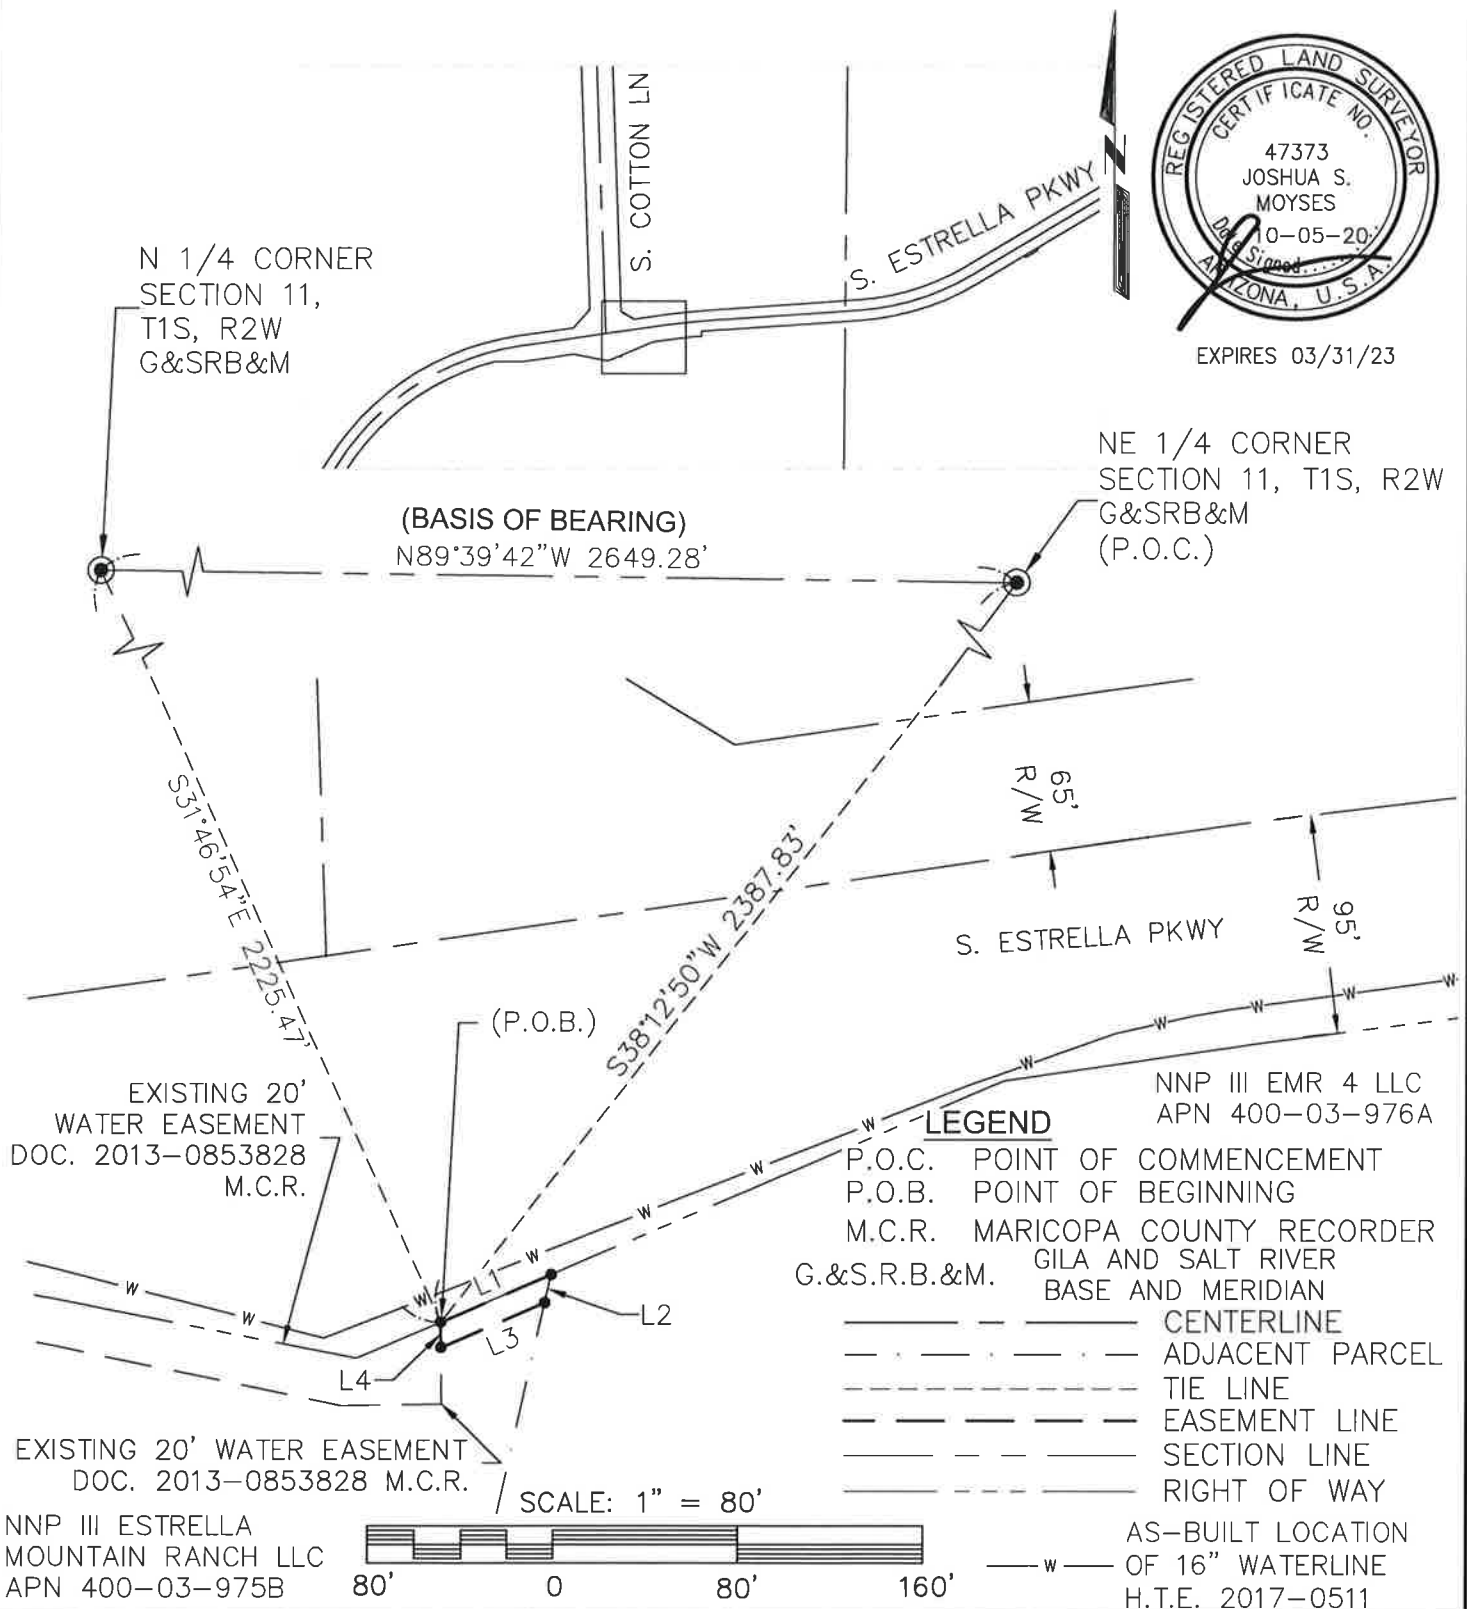 S. COTTON LN
S. ESTRELLA PKWY
N
REGISTERED LAND SURVEYOR
CERTIFICATE NO.
47373
JOSHUA S.
MOYSES
10-05-20
Date Signed
ARIZONA, U.S.A.
EXPIRES 03/31/23
N 1/4 CORNER
SECTION 11,
T1S, R2W
G&SRB&M
NE 1/4 CORNER
SECTION 11, T1S, R2W
G&SRB&M
(P.O.C.)
(BASIS OF BEARING)
N89°39'42"W 2649.28'
S31°46'54"E 2225.47'
S38°12'50"W 2387.83'
65'
R/W
95'
R/W
S. ESTRELLA PKWY
(P.O.B.)
EXISTING 20'
WATER EASEMENT
DOC. 2013-0853828
M.C.R.
NNP III EMR 4 LLC
APN 400-03-976A
W W W W W W W W W W W W
L1
L2
L3
L4
EXISTING 20' WATER EASEMENT
DOC. 2013-0853828 M.C.R.
NNP III ESTRELLA
MOUNTAIN RANCH LLC
APN 400-03-975B
SCALE: 1" = 80'
80' 0 80' 160'
LEGEND
P.O.C. POINT OF COMMENCEMENT
P.O.B. POINT OF BEGINNING
M.C.R. MARICOPA COUNTY RECORDER
G.&S.R.B.&M. GILA AND SALT RIVER
BASE AND MERIDIAN
CENTERLINE
ADJACENT PARCEL
TIE LINE
EASEMENT LINE
SECTION LINE
RIGHT OF WAY
AS-BUILT LOCATION
W OF 16" WATERLINE
H.T.E. 2017-0511